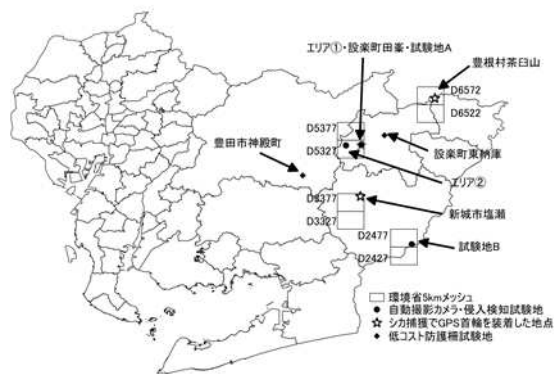 エリア①・設楽町田峯・試験地A
豊根村茶臼山
D6572
D6522
D5377
D5327
設楽町東納庫
豊田市神殿町
エリア②
D3377
D3327
新城市塩瀬
D2477
D2427
試験地B
環境省5kmメッシュ
自動撮影カメラ・侵入検知試験地
シカ捕獲でGPS首輪を装着した地点
低コスト防護柵試験地